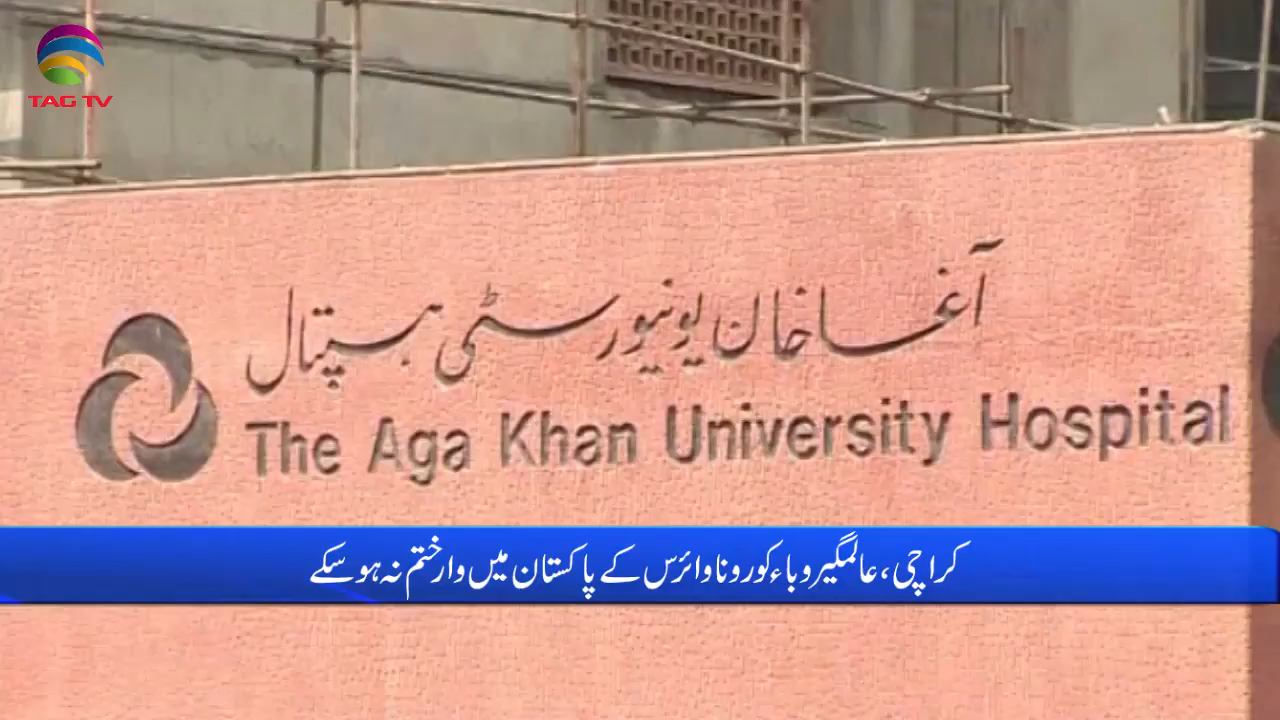 TAG TV
آغا خان یونیورسٹی ہسپتال
The Aga Khan University Hospital
کراچی، عالمگیر وباء کورونا وائرس کے پاکستان میں وار ختم نہ ہو سکے